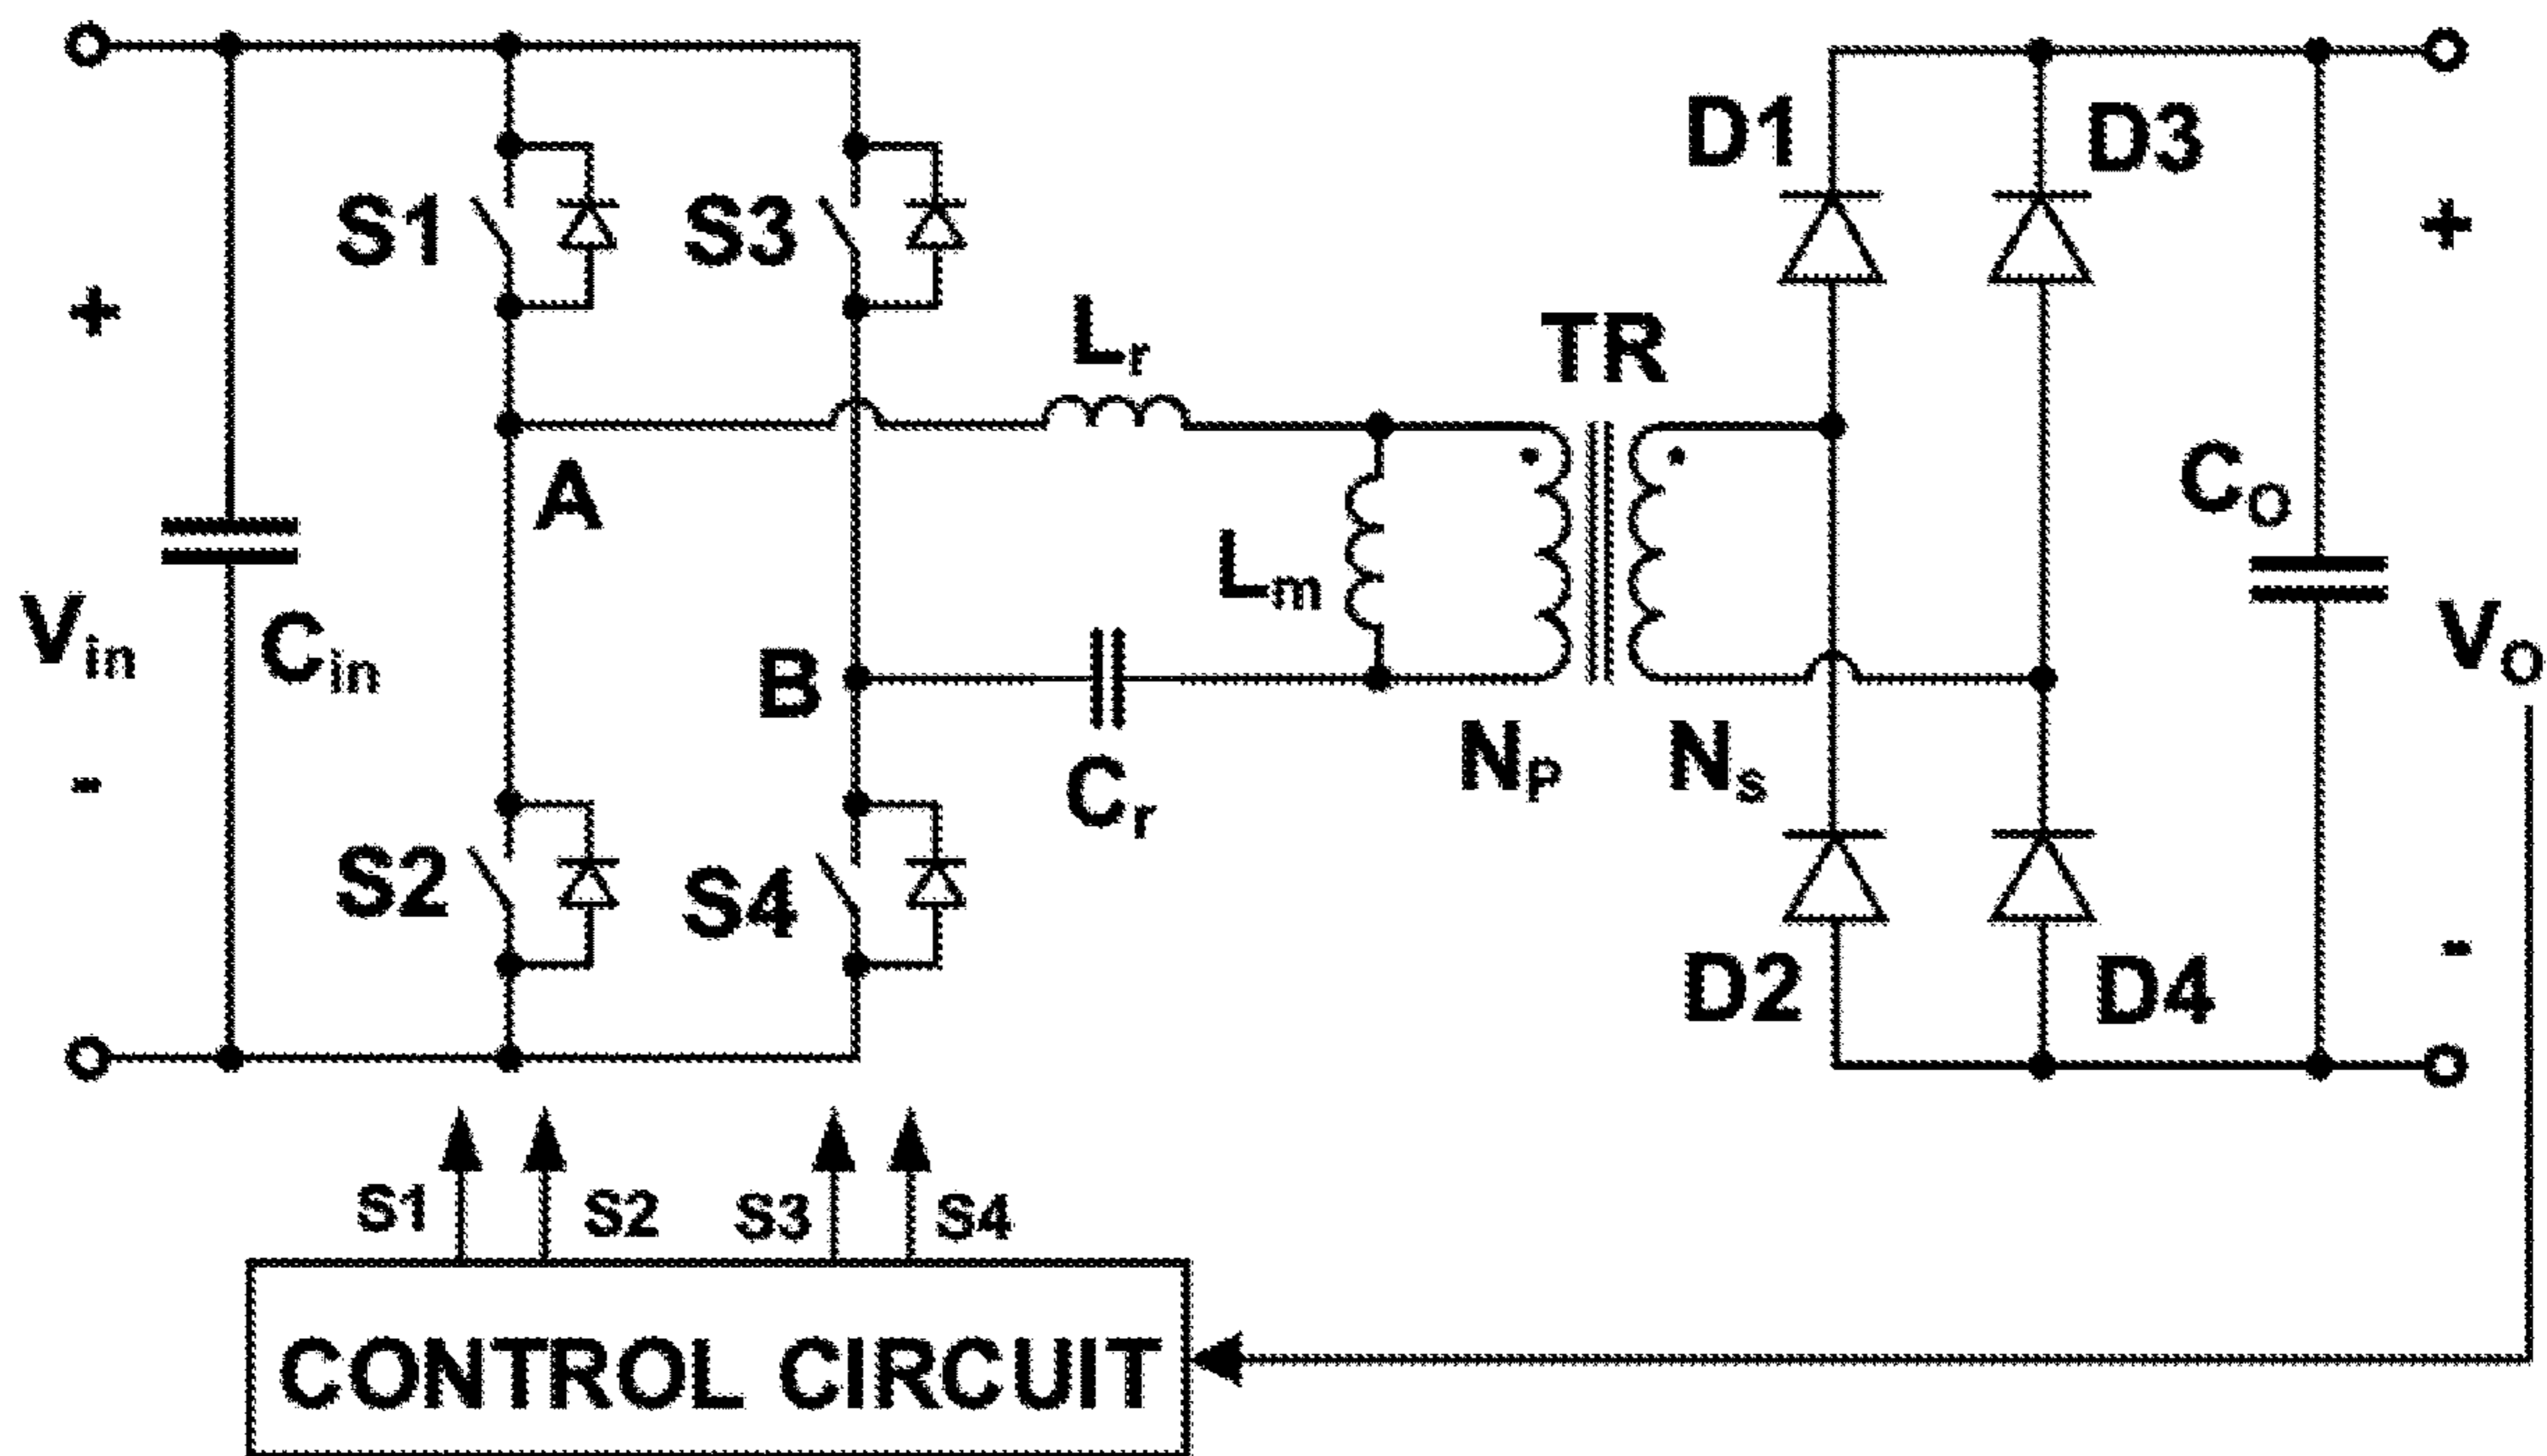 D1
D3
S1
S3
+
+
Lr
TR
A
CO
Lm
Vin
Cin
B
VO
NP
Ns
Cr
-
S2
S4
D2
D4
-
S1
S2
S3
S4
CONTROL CIRCUIT